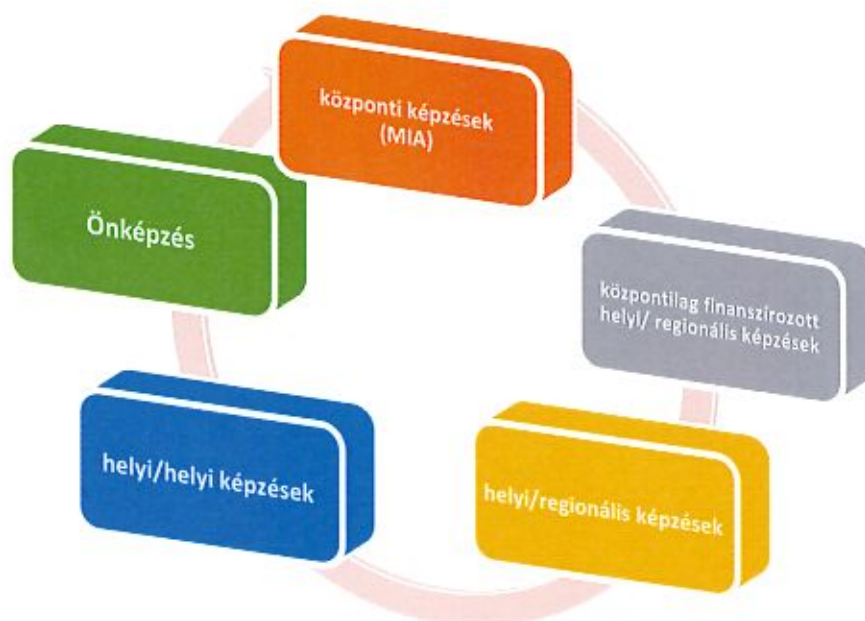 központi képzések
(MIA)
központilag finanszírozott
helyi/ regionális képzések
helyi/regionális képzések
helyi/helyi képzések
Önképzés